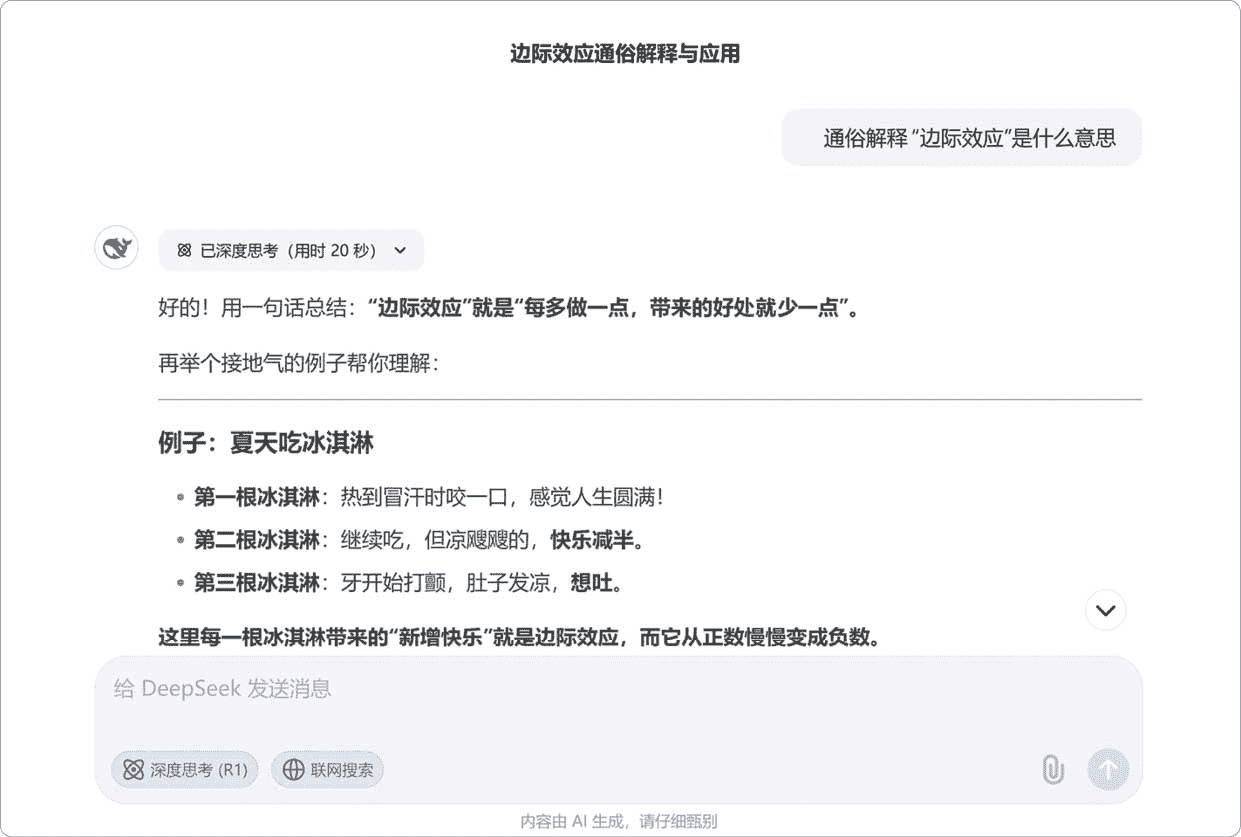 边际效应通俗解释与应用
通俗解释“边际效应”是什么意思
已深度思考（用时 20 秒）
好的！用一句话总结：“边际效应”就是“每多做一点，带来的好处就少一点”。
再举个接地气的例子帮你理解：
例子：夏天吃冰淇淋
• 第一根冰淇淋：热到冒汗时咬一口，感觉人生圆满！
• 第二根冰淇淋：继续吃，但凉飕飕的，快乐减半。
• 第三根冰淇淋：牙开始打颤，肚子发凉，想吐。
这里每一根冰淇淋带来的“新增快乐”就是边际效应，而它从正数慢慢变成负数。
给 DeepSeek 发送消息
深度思考 (R1) 联网搜索
内容由 AI 生成，请仔细甄别